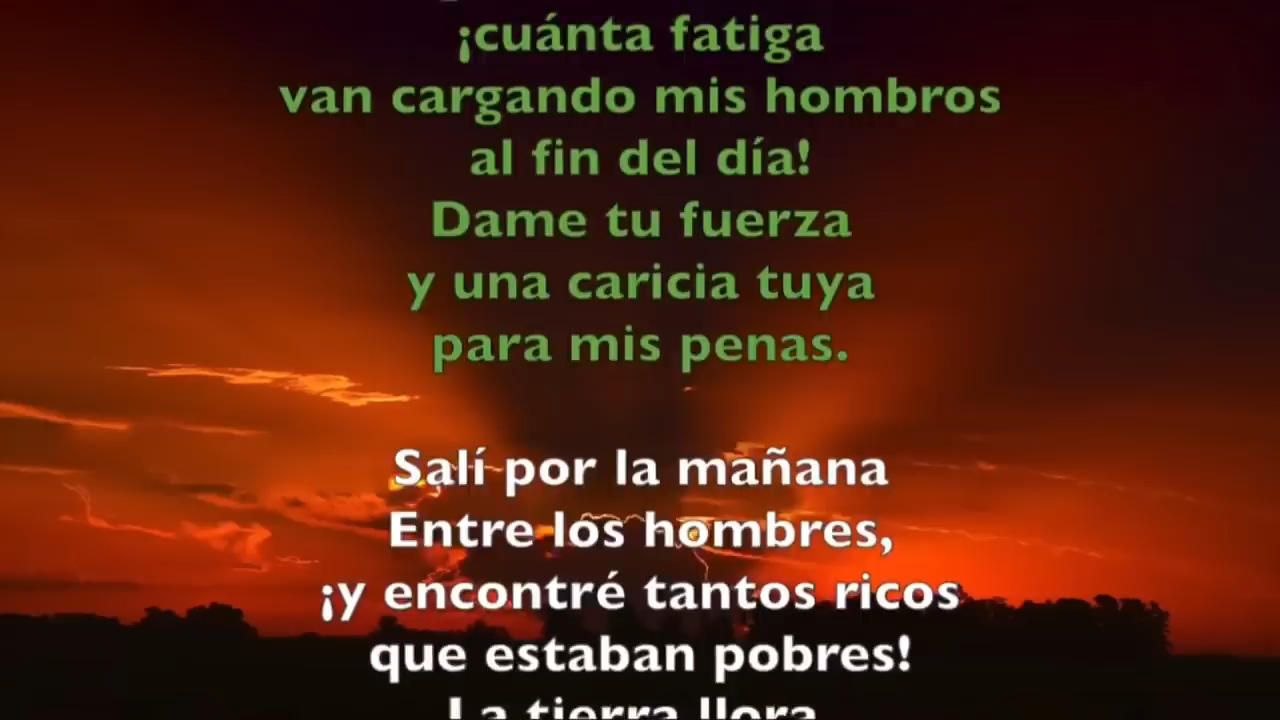 ¡cuánta fatiga
van cargando mis hombros
al fin del día!
Dame tu fuerza
y una caricia tuya
para mis penas.
Salí por la mañana
Entre los hombres,
¡y encontré tantos ricos
que estaban pobres!
La tierra llora